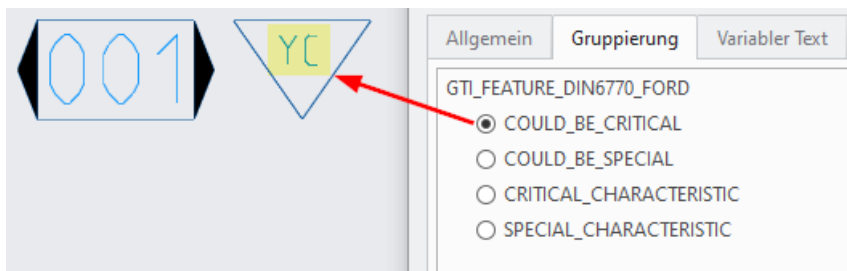 001
YC
Allgemein Gruppierung Variabler Text
GTI_FEATURE_DIN6770_FORD
COULD_BE_CRITICAL
COULD_BE_SPECIAL
CRITICAL_CHARACTERISTIC
SPECIAL_CHARACTERISTIC